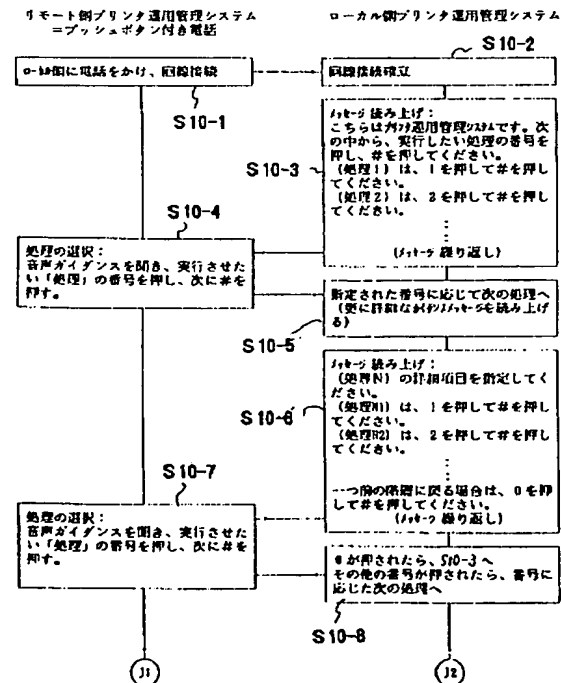 リモート側プリンタ運用管理システム
＝プッシュボタン付き電話
ローカル側プリンタ運用管理システム
ローカル側に電話をかけ、回線接続
S10-1
S10-2
回線接続確立
メッセージ 読み上げ：
こちらはプリンタ運用管理システムです。次
の中から、実行したい処理の番号を
押し、#を押してください。
（処理１）は、１を押して#を押し
てください。
（処理２）は、２を押して#を押し
てください。
（メッセージ 繰り返し）
S10-3
S10-4
処理の選択：
音声ガイダンスを聞き、実行させた
い「処理」の番号を押し、次に#を
押す。
指定された番号に応じて次の処理へ
（更に詳細なガイダンスメッセージを読み上げ
る）
S10-5
メッセージ 読み上げ：
（処理N）の詳細項目を指定してく
ださい。
（処理N1）は、１を押して#を押し
てください。
（処理N2）は、２を押して#を押し
てください。
一つ前の階層に戻る場合は、０を押
して#を押してください。
（メッセージ 繰り返し）
S10-6
S10-7
処理の選択：
音声ガイダンスを聞き、実行させた
い「処理」の番号を押し、次に#を
押す。
０が押されたら、S10-3へ
その他の番号が押されたら、番号に
応じた次の処理へ
S10-8
J1
J2